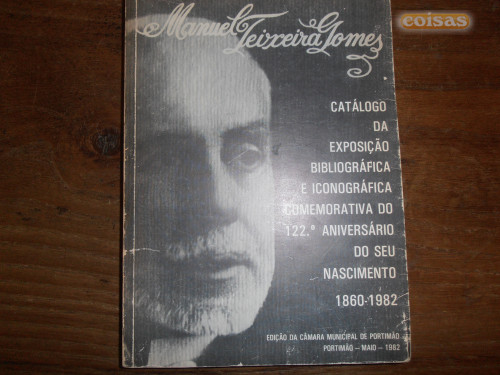 coisas
Manuel Teixeira Gomes
CATÁLOGO
DA
EXPOSIÇÃO
BIBLIOGRÁFICA
E ICONOGRÁFICA
COMEMORATIVA DO
122.º ANIVERSÁRIO
DO SEU
NASCIMENTO
1860-1982
EDIÇÃO DA CÂMARA MUNICIPAL DE PORTIMÃO
PORTIMÃO — MAIO — 1982